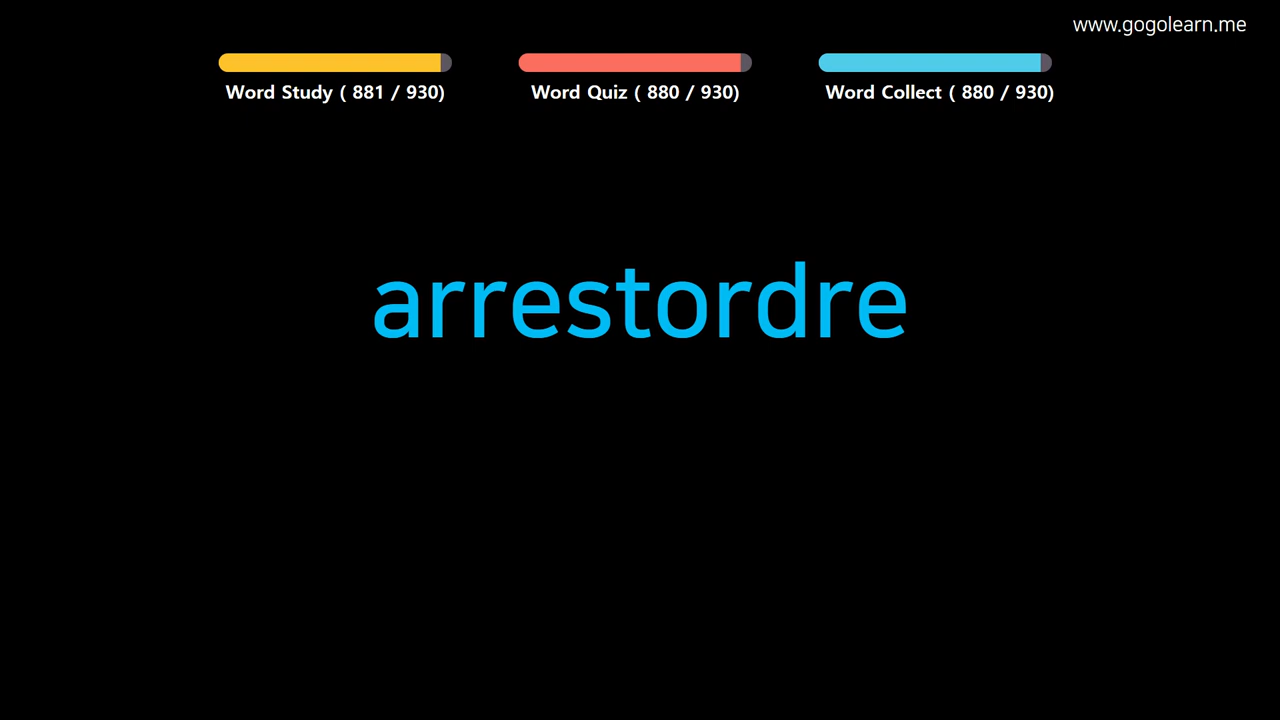 www.gogolearn.me
Word Study ( 881 / 930)
Word Quiz ( 880 / 930)
Word Collect ( 880 / 930)
arrestordre